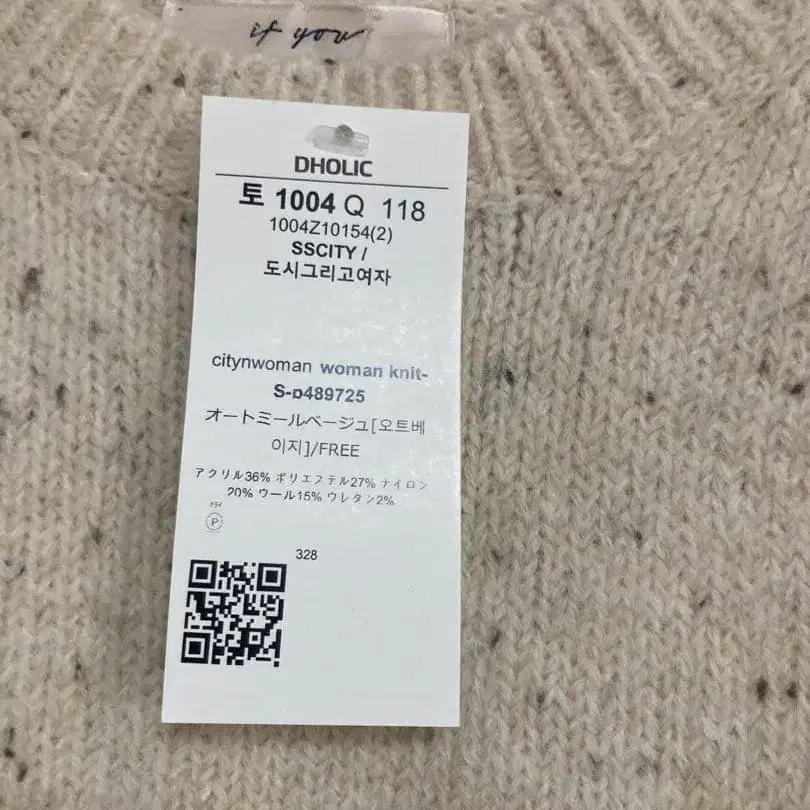 if you
DHOLIC
토 1004 Q 118
1004Z10154(2)
SSCITY /
도시그리고여자
citynwoman woman knit-
S-p489725
オートミールベージュ[오트베
이지]/FREE
アクリル36% ポリエステル27% ナイロン
20% ウール15% ウレタン2%
ドライ
P
328